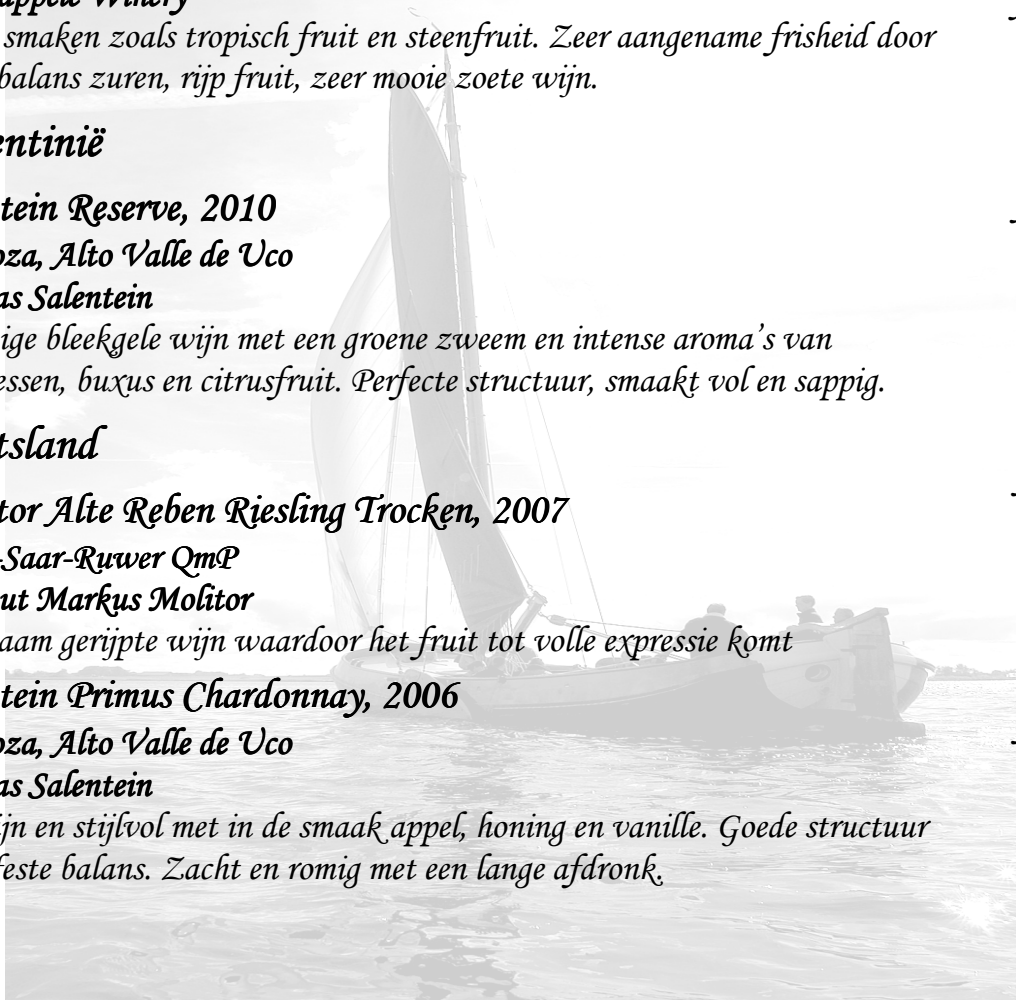 Winery
smaken zoals tropisch fruit en steenfruit. Zeer aangename frisheid door
balans zuren, rijp fruit, zeer mooie zoete wijn.
entinië
tein Reserve, 2010
oza, Alto Valle de Uco
as Salentein
ige bleekgele wijn met een groene zweem en intense aroma’s van
essen, buxus en citrusfruit. Perfecte structuur, smaakt vol en sappig.
tsland
tor Alte Reben Riesling Trocken, 2007
-Saar-Ruwer QmP
ut Markus Molitor
aam gerijpte wijn waardoor het fruit tot volle expressie komt
tein Primus Chardonnay, 2006
oza, Alto Valle de Uco
as Salentein
ijn en stijlvol met in de smaak appel, honing en vanille. Goede structuur
feste balans. Zacht en romig met een lange afdronk.